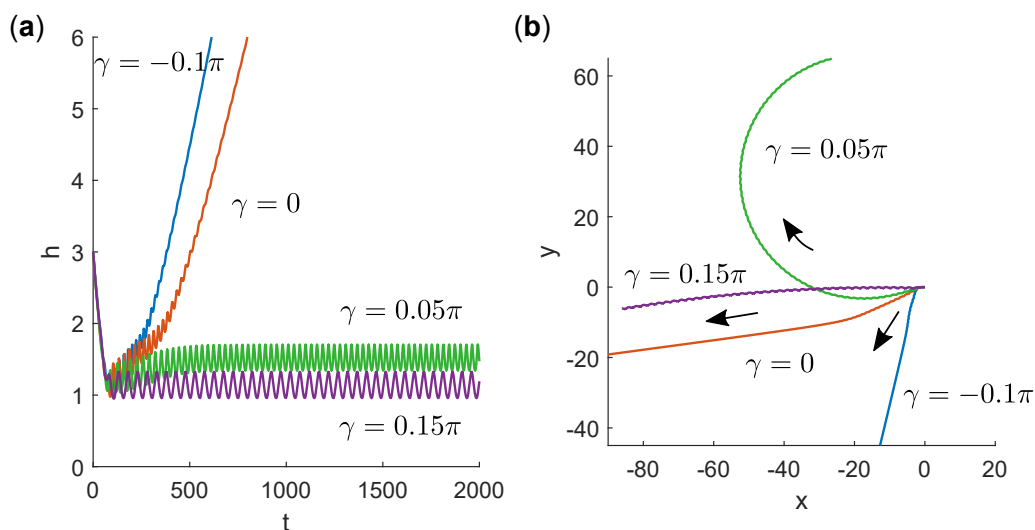 (a)
6
5
4
3
2
1
0
h
γ = −0.1π
γ = 0
γ = 0.05π
γ = 0.15π
0 500 1000 1500 2000
t
(b)
60
40
20
0
-20
-40
y
γ = 0.05π
γ = 0.15π
γ = 0
γ = −0.1π
-80 -60 -40 -20 0 20
x